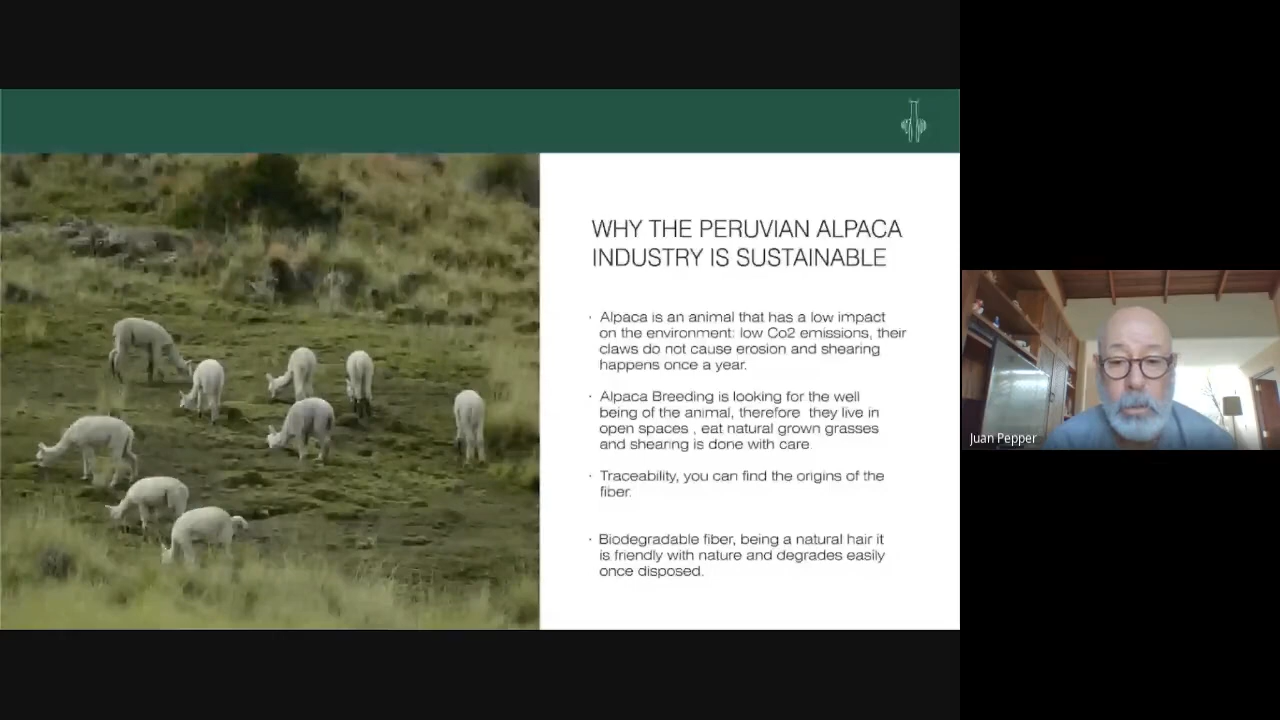 WHY THE PERUVIAN ALPACA
INDUSTRY IS SUSTAINABLE
· Alpaca is an animal that has a low impact
on the environment: low Co2 emissions, their
claws do not cause erosion and shearing
happens once a year.
· Alpaca Breeding is looking for the well
being of the animal, therefore they live in
open spaces , eat natural grown grasses
and shearing is done with care.
· Traceability, you can find the origins of the
fiber.
· Biodegradable fiber, being a natural hair it
is friendly with nature and degrades easily
once disposed.
Juan Pepper